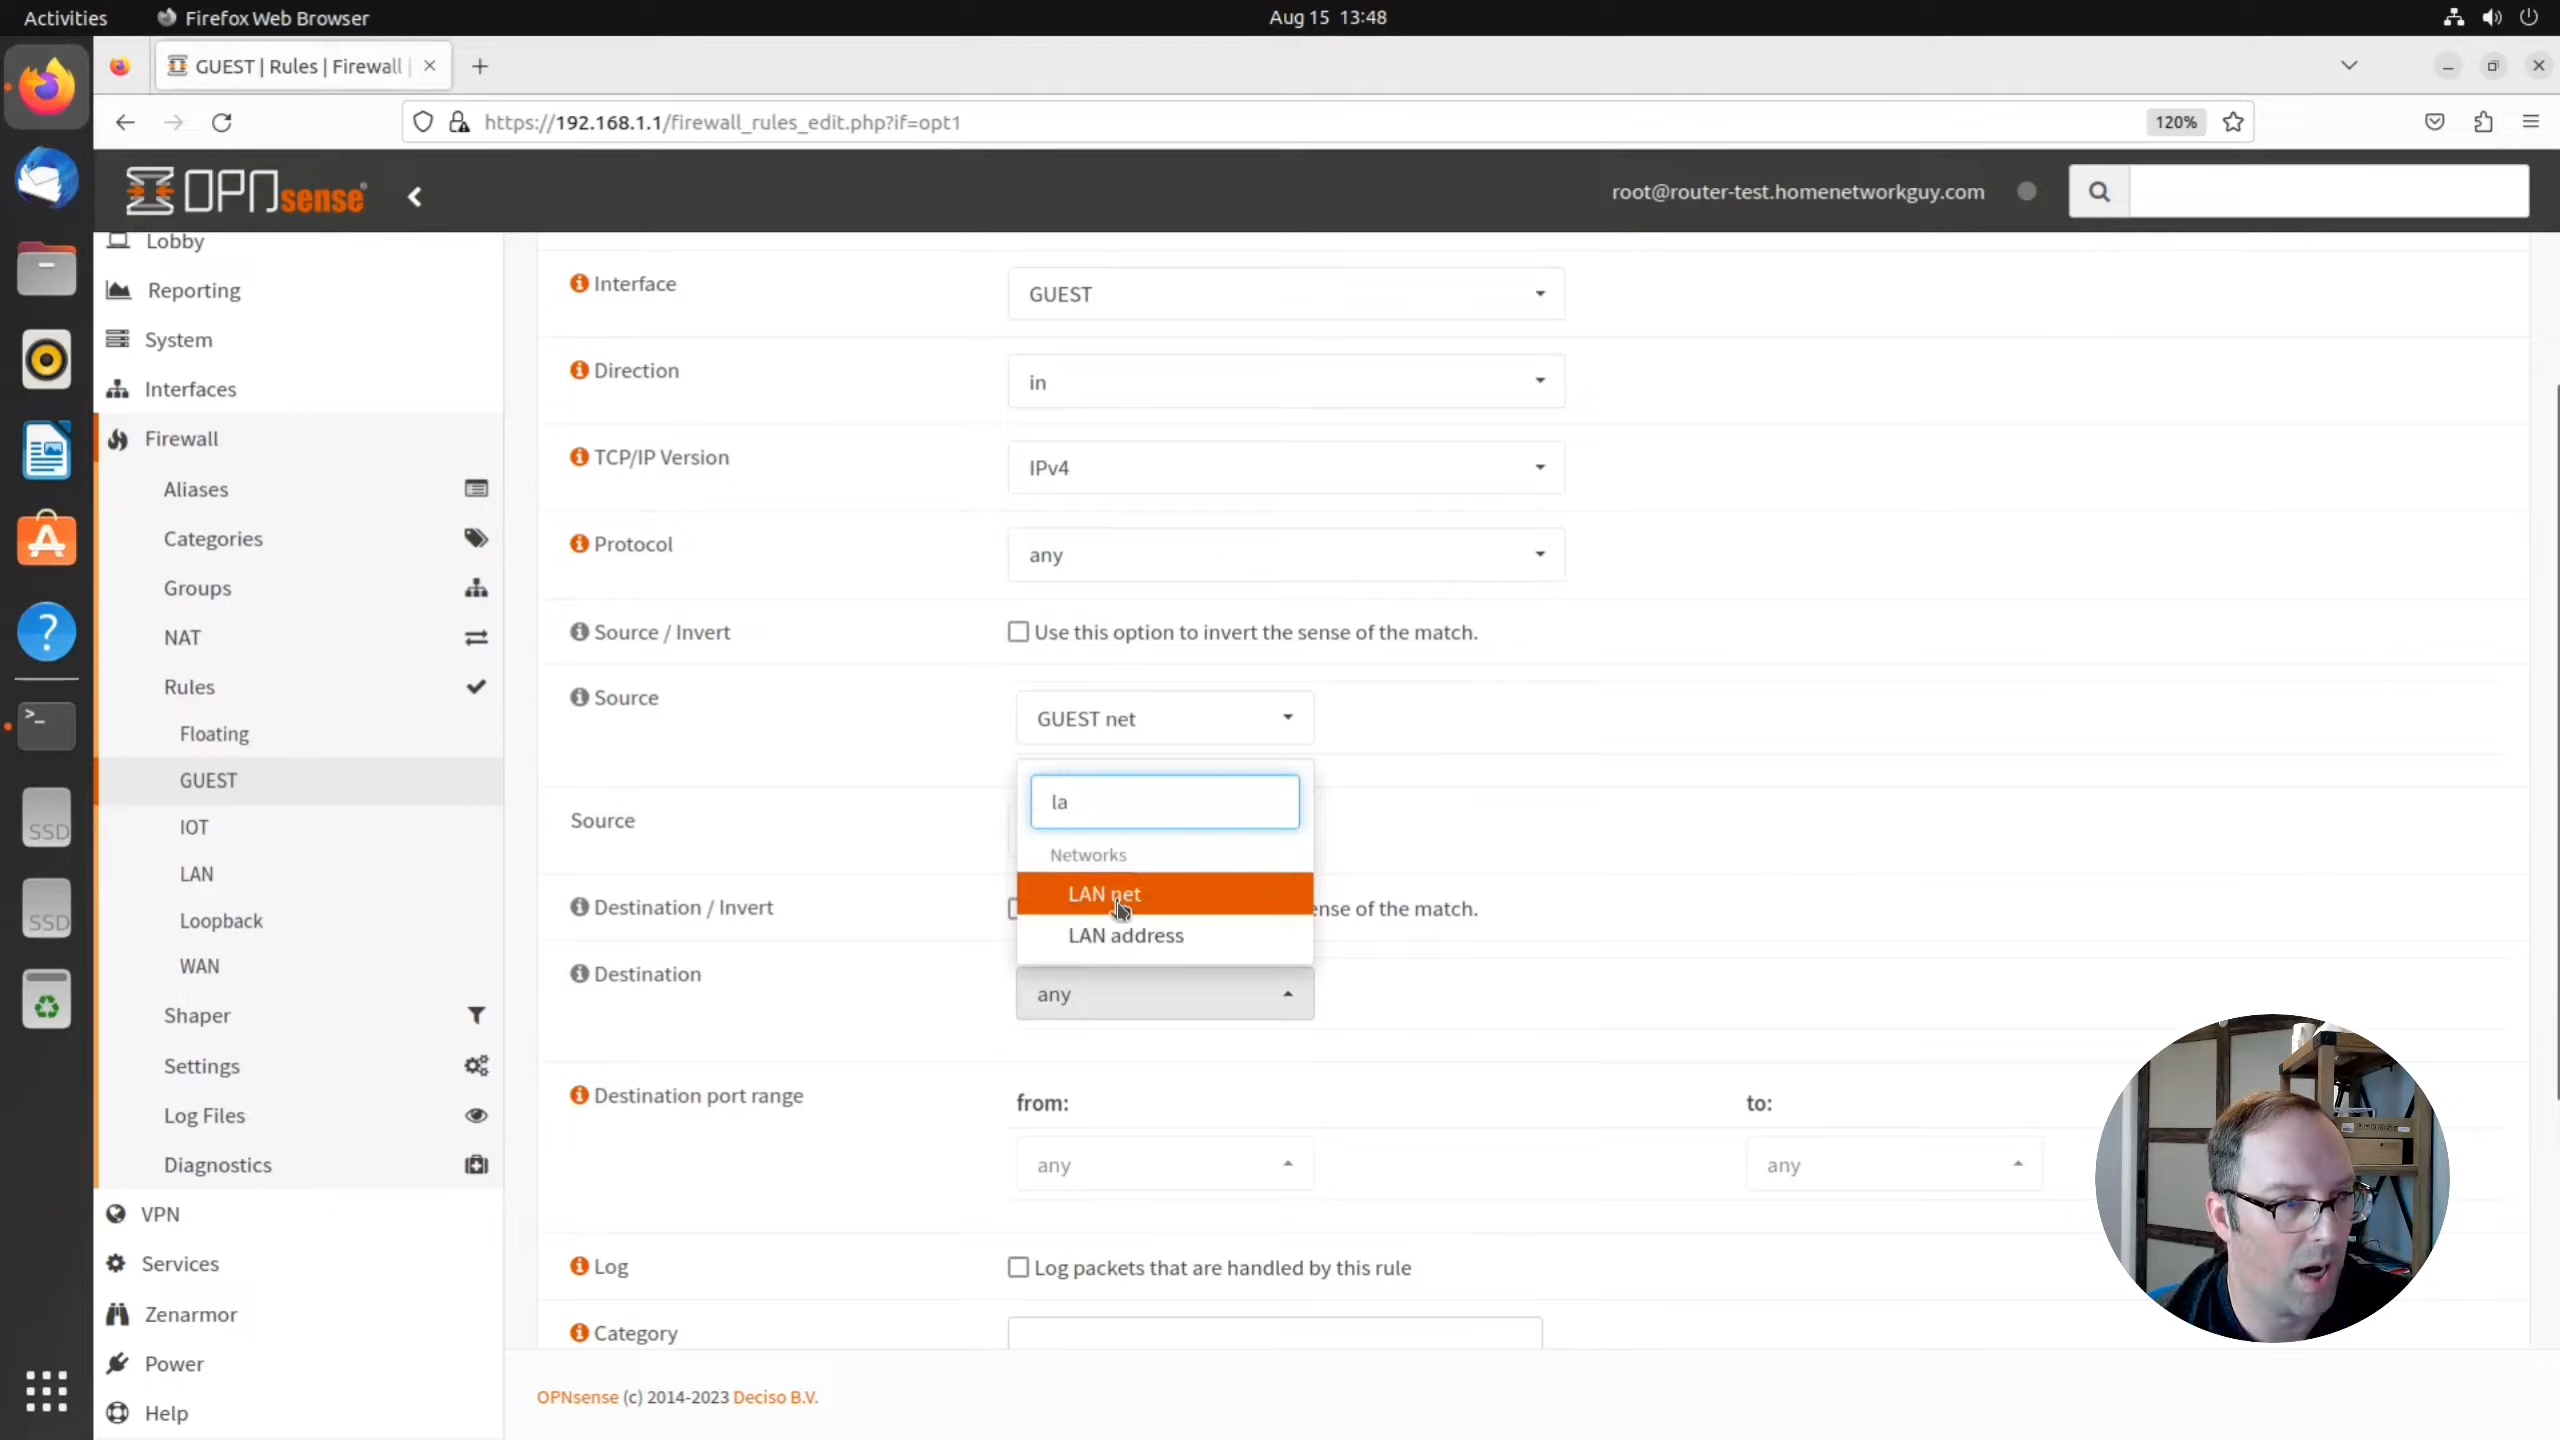 Activities
Firefox Web Browser
Aug 15 13:48
GUEST | Rules | Firewall |
https://192.168.1.1/firewall_rules_edit.php?if=opt1
120%
OPNsense
root@router-test.homenetworkguy.com
Lobby
Reporting
System
Interfaces
Firewall
Aliases
Categories
Groups
NAT
Rules
Floating
GUEST
IOT
LAN
Loopback
WAN
Shaper
Settings
Log Files
Diagnostics
VPN
Services
Zenarmor
Power
Help
SSD
SSD
Interface
GUEST
Direction
in
TCP/IP Version
IPv4
Protocol
any
Source / Invert
Use this option to invert the sense of the match.
Source
GUEST net
la
Source
Networks
LAN net
LAN address
Destination / Invert
ense of the match.
Destination
any
Destination port range
from:
to:
any
any
Log
Log packets that are handled by this rule
Category
OPNsense (c) 2014-2023 Deciso B.V.